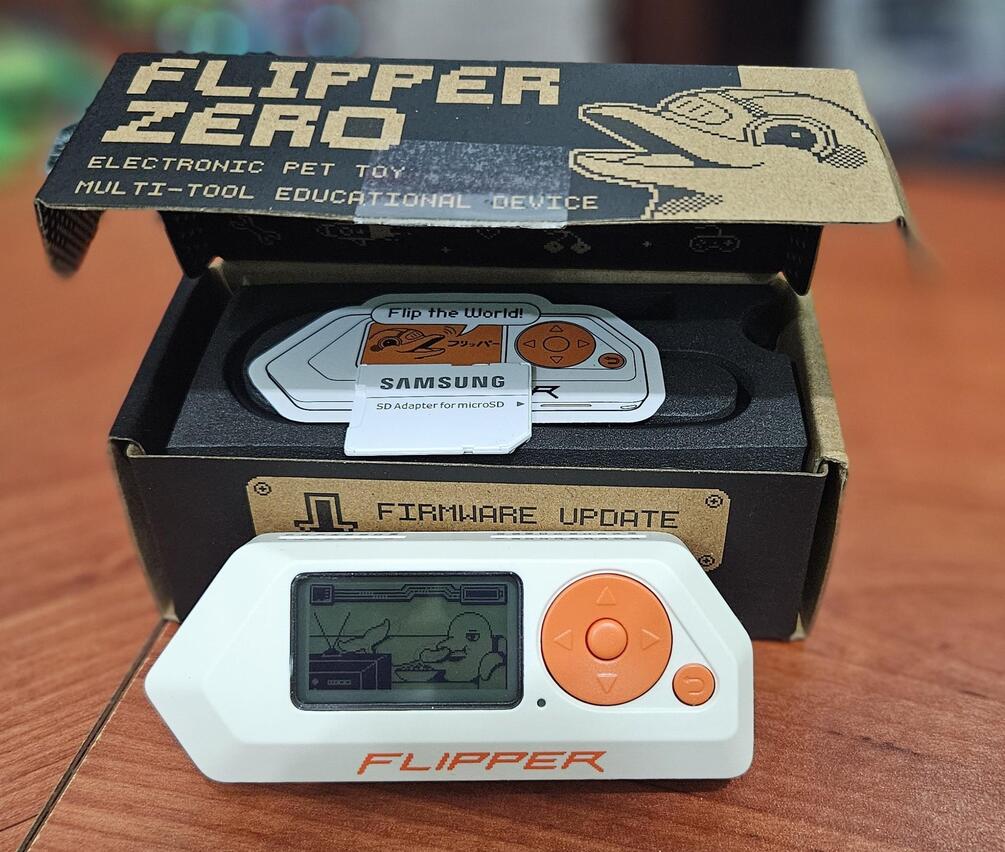 FLIPPER
ZERO
ELECTRONIC PET TOY
MULTI-TOOL EDUCATIONAL DEVICE
Flip the World!
フリッパー
SAMSUNG
SD Adapter for microSD
FIRMWARE UPDATE
FLIPPER